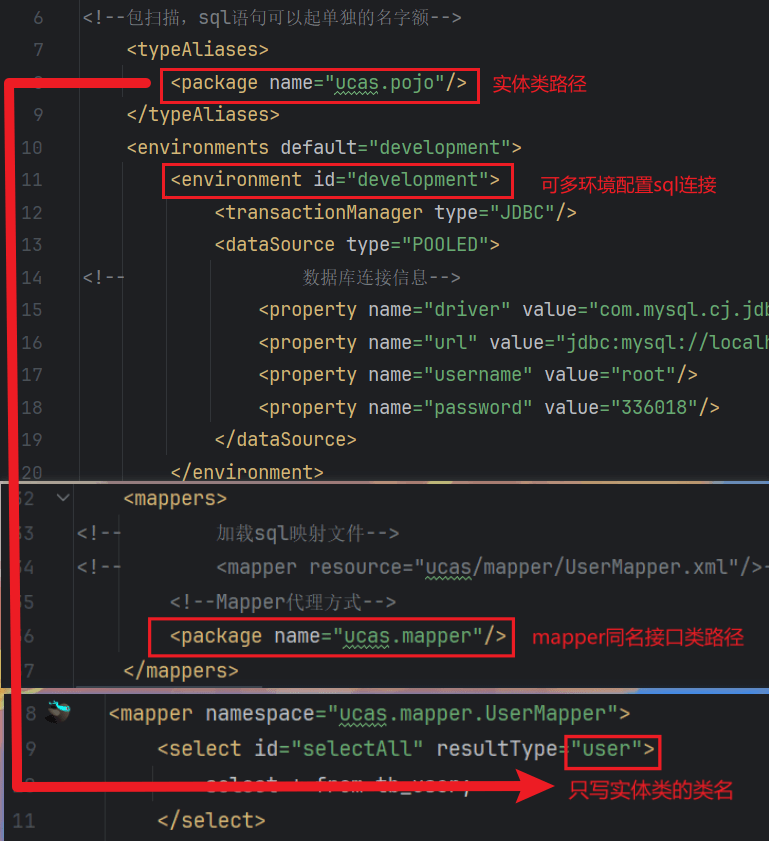 6 <!--包扫描，sql语句可以起单独的名字额-->
7 <typeAliases>
<package name="ucas.pojo"/> 实体类路径
9 </typeAliases>
10 <environments default="development">
11 <environment id="development"> 可多环境配置sql连接
12 <transactionManager type="JDBC"/>
13 <dataSource type="POOLED">
14 <!-- 数据库连接信息-->
15 <property name="driver" value="com.mysql.cj.jdb
16 <property name="url" value="jdbc:mysql://localh
17 <property name="username" value="root"/>
18 <property name="password" value="336018"/>
19 </dataSource>
20 </environment>
32 <mappers>
33 <!-- 加载sql映射文件-->
34 <!-- <mapper resource="ucas/mapper/UserMapper.xml"/>-
35 <!--Mapper代理方式-->
36 <package name="ucas.mapper"/> mapper同名接口类路径
37 </mappers>
8 <mapper namespace="ucas.mapper.UserMapper">
9 <select id="selectAll" resultType="user">
select * from tb_user; 只写实体类的类名
11 </select>